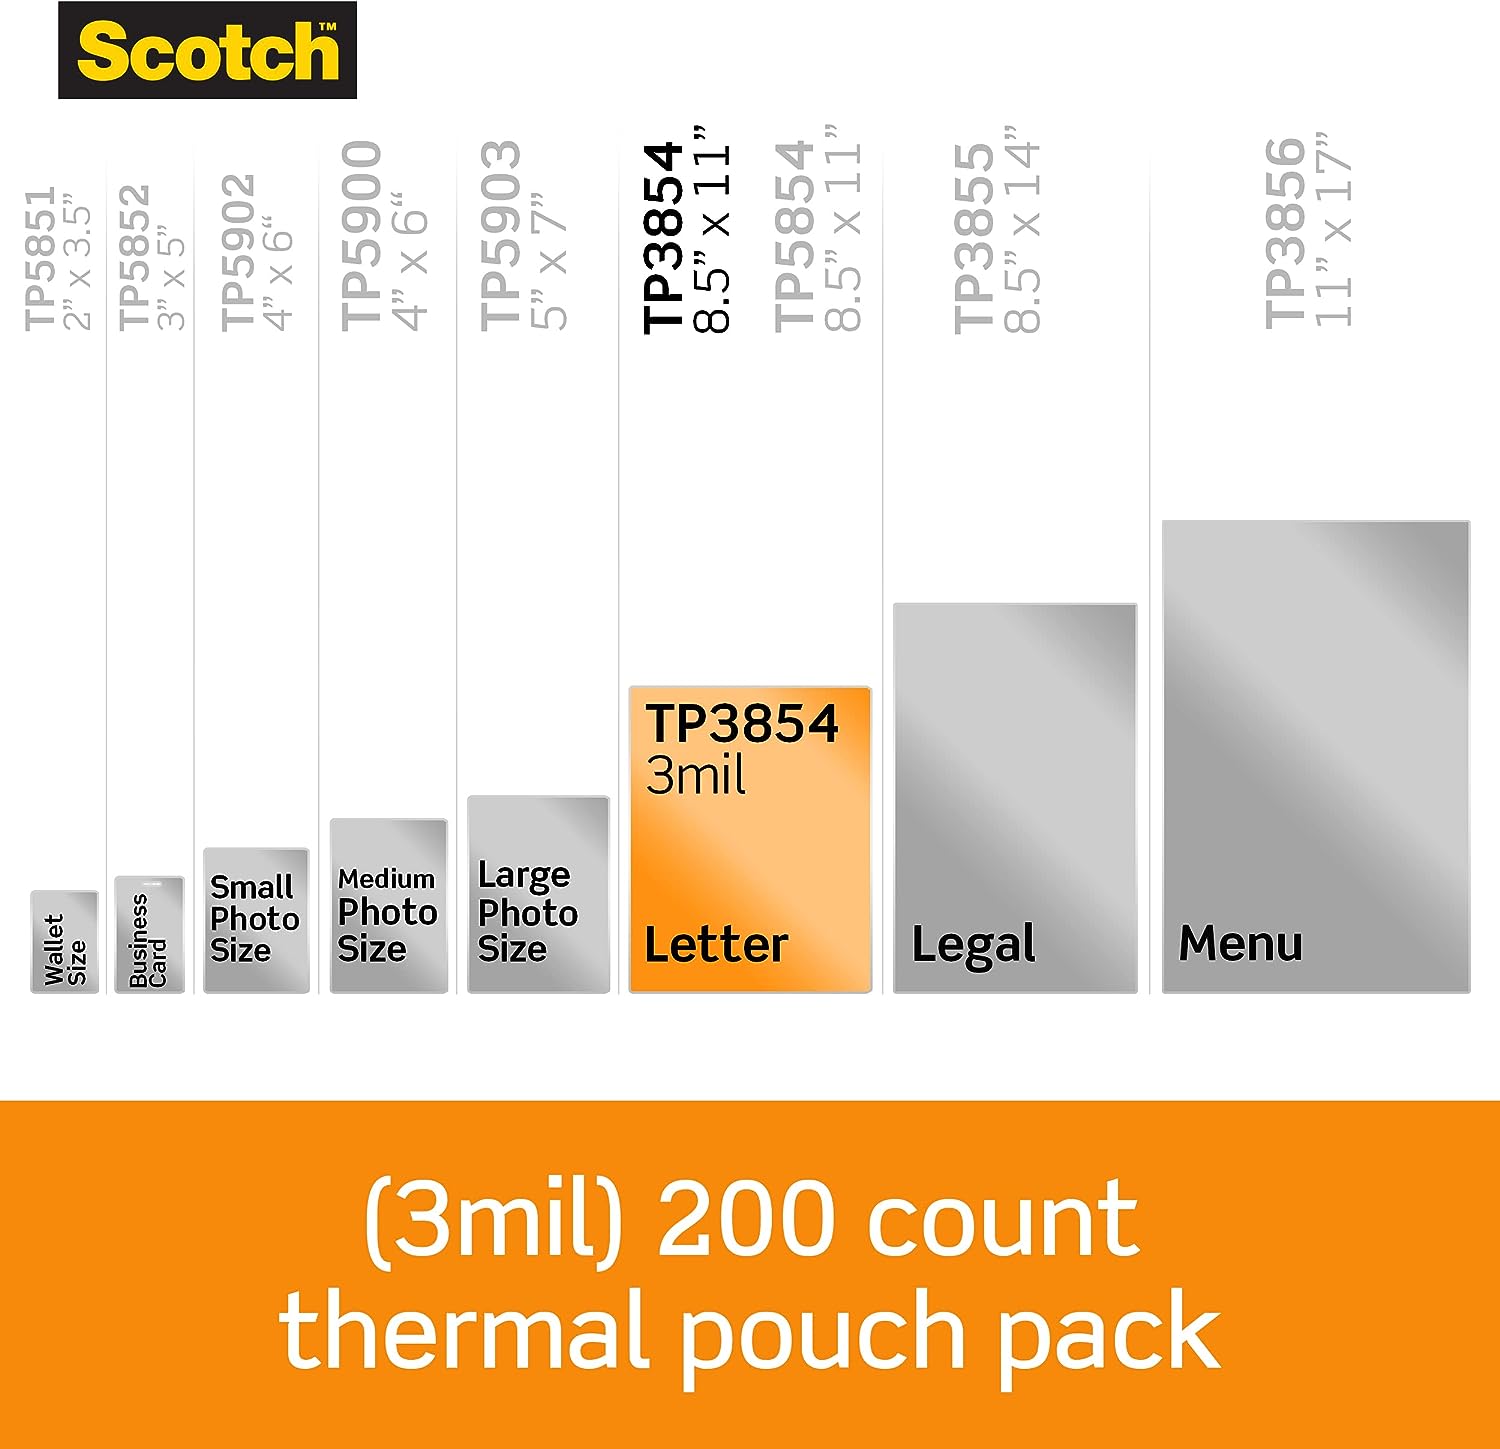 Scotch™
TP5851
2” x 3.5”
TP5852
3” x 5”
TP5902
4” x 6“
TP5900
4” x 6“
TP5903
5” x 7”
TP3854
8.5” x 11”
TP5854
8.5” x 11”
TP3855
8.5” x 14”
TP3856
11” x 17”
Wallet
Size
Business
Card
Small
Photo
Size
Medium
Photo
Size
Large
Photo
Size
TP3854
3mil
Letter
Legal
Menu
(3mil) 200 count
thermal pouch pack